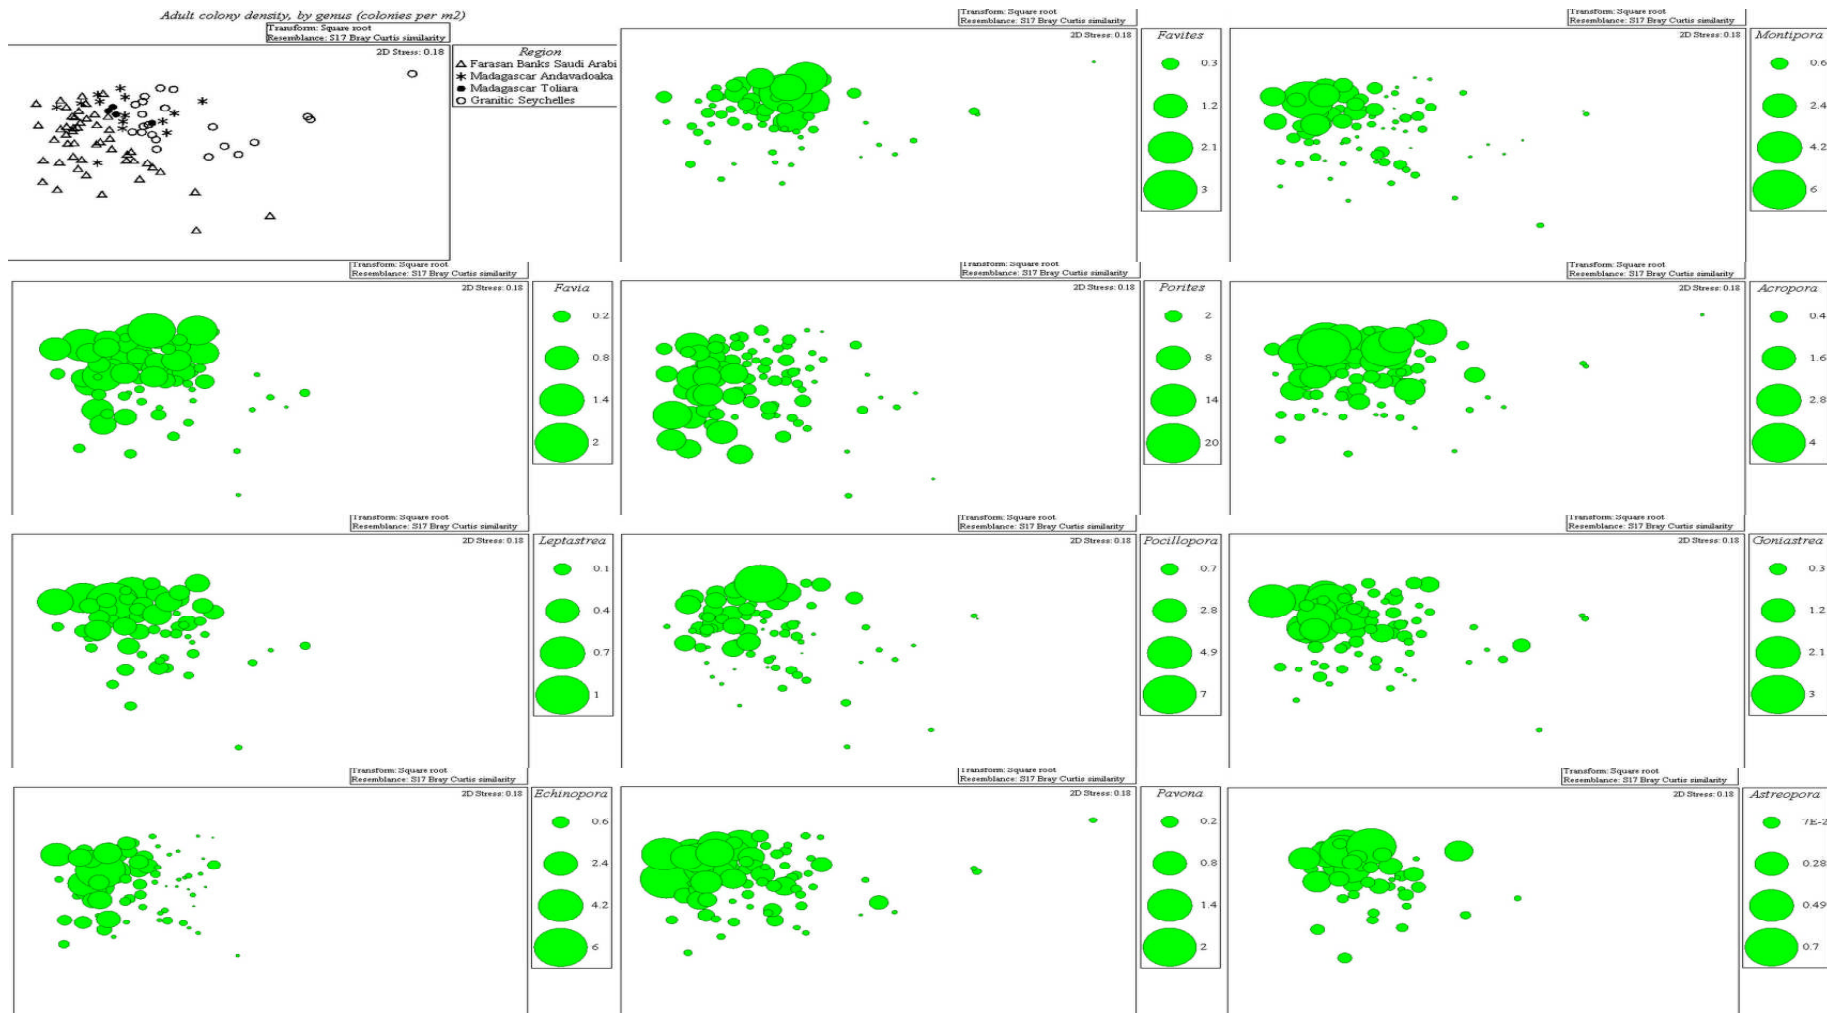 Adult colony density, by genus (colonies per m2)
Transform: Square root
Resemblance: S17 Bray Curtis similarity
2D Stress: 0.18
Region
Farasan Banks Saudi Arabi
Madagascar Andavadoaka
Madagascar Toliara
Granitic Seychelles
Transform: Square root
Resemblance: S17 Bray Curtis similarity
2D Stress: 0.18
Favites
0.3
1.2
2.1
3
Transform: Square root
Resemblance: S17 Bray Curtis similarity
2D Stress: 0.18
Montipora
0.6
2.4
4.2
6
Transform: Square root
Resemblance: S17 Bray Curtis similarity
2D Stress: 0.18
Favia
0.2
0.8
1.4
2
Transform: Square root
Resemblance: S17 Bray Curtis similarity
2D Stress: 0.18
Porites
2
8
14
20
Transform: Square root
Resemblance: S17 Bray Curtis similarity
2D Stress: 0.18
Acropora
0.4
1.6
2.8
4
Transform: Square root
Resemblance: S17 Bray Curtis similarity
2D Stress: 0.18
Leptastrea
0.1
0.4
0.7
1
Transform: Square root
Resemblance: S17 Bray Curtis similarity
2D Stress: 0.18
Pocillopora
0.7
2.8
4.9
7
Transform: Square root
Resemblance: S17 Bray Curtis similarity
2D Stress: 0.18
Goniastrea
0.3
1.2
2.1
3
Transform: Square root
Resemblance: S17 Bray Curtis similarity
2D Stress: 0.18
Echinopora
0.6
2.4
4.2
6
Transform: Square root
Resemblance: S17 Bray Curtis similarity
2D Stress: 0.18
Pavona
0.2
0.8
1.4
2
Transform: Square root
Resemblance: S17 Bray Curtis similarity
2D Stress: 0.18
Astreopora
7E-2
0.28
0.49
0.7